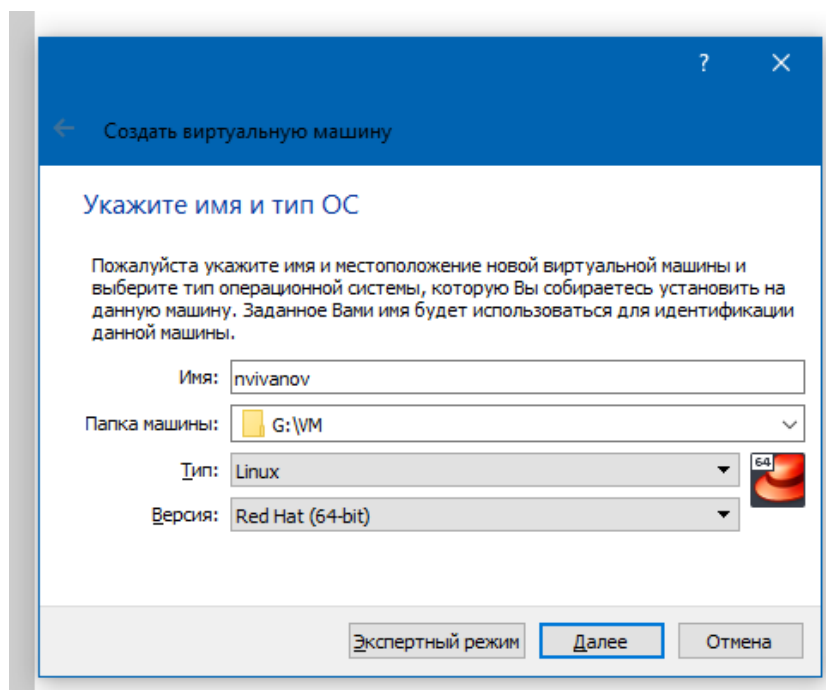 ?
Создать виртуальную машину
Укажите имя и тип ОС
Пожалуйста укажите имя и местоположение новой виртуальной машины и
выберите тип операционной системы, которую Вы собираетесь установить на
данную машину. Заданное Вами имя будет использоваться для идентификации
данной машины.
Имя: nvivanov
Папка машины: G:\VM
Тип: Linux 64
Версия: Red Hat (64-bit)
Экспертный режим Далее Отмена